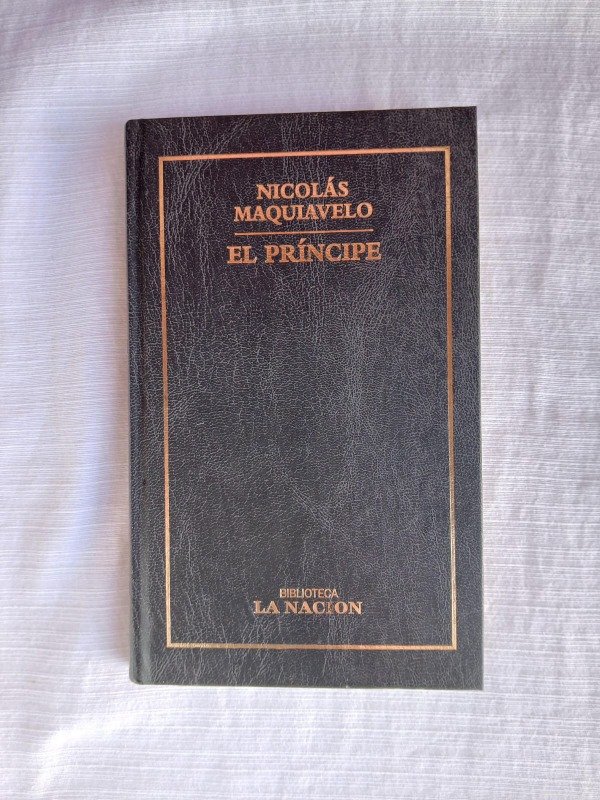 NICOLÁS
MAQUIAVELO
EL PRÍNCIPE
BIBLIOTECA
LA NACION